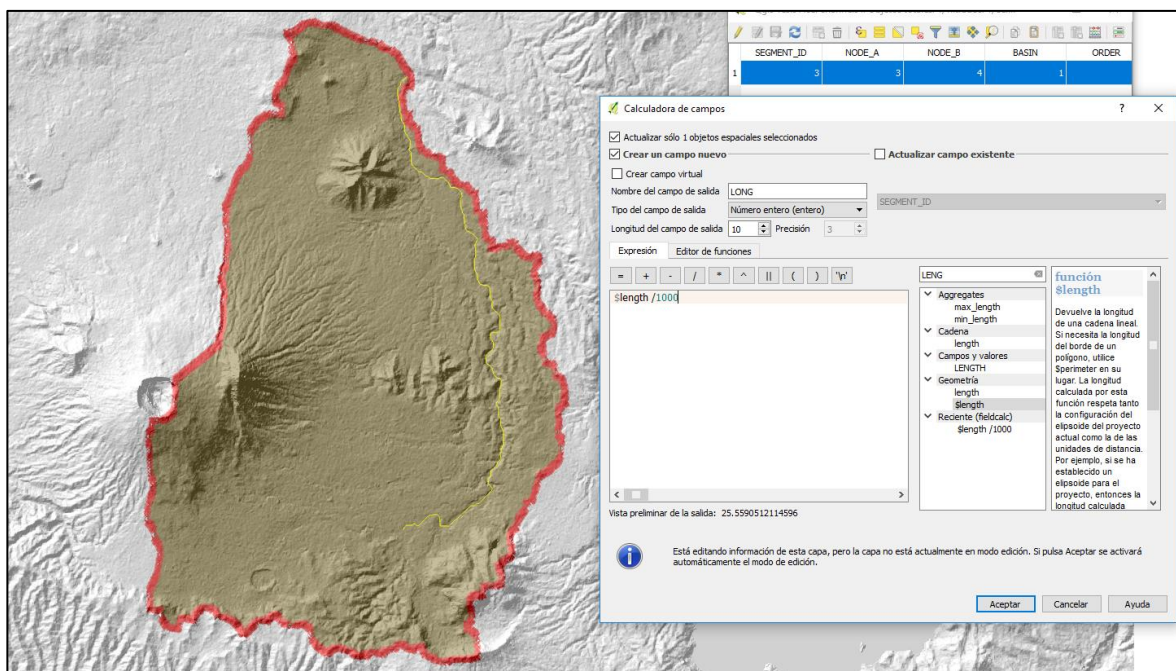 SEGMENT_ID NODE_A NODE_B BASIN ORDER
1 3 3 4 1
Calculadora de campos ? ×
Actualizar sólo 1 objetos espaciales seleccionados
Crear un campo nuevo Actualizar campo existente
Crear campo virtual
Nombre del campo de salida LONG
SEGMENT_ID
Tipo del campo de salida Número entero (entero)
Longitud del campo de salida 10 Precisión 3
Expresión Editor de funciones
= + - / * ^ || ( ) '\n'
$length /1000
LENG
Aggregates
max_length
min_length
Cadena
length
Campos y valores
LENGTH
Geometría
length
$length
Reciente (fieldcalc)
$length /1000
función
$length
Devuelve la longitud
de una cadena lineal.
Si necesita la longitud
del borde de un
polígono, utilice
$perimeter en su
lugar. La longitud
calculada por esta
función respeta tanto
la configuración del
elipsoide del proyecto
actual como la de las
unidades de distancia.
Por ejemplo, si se ha
establecido un
elipsoide para el
proyecto, entonces la
longitud calculada
Vista preliminar de la salida: 25.5590512114596
Está editando información de esta capa, pero la capa no está actualmente en modo edición. Si pulsa Aceptar se activará
automáticamente el modo de edición.
Aceptar Cancelar Ayuda